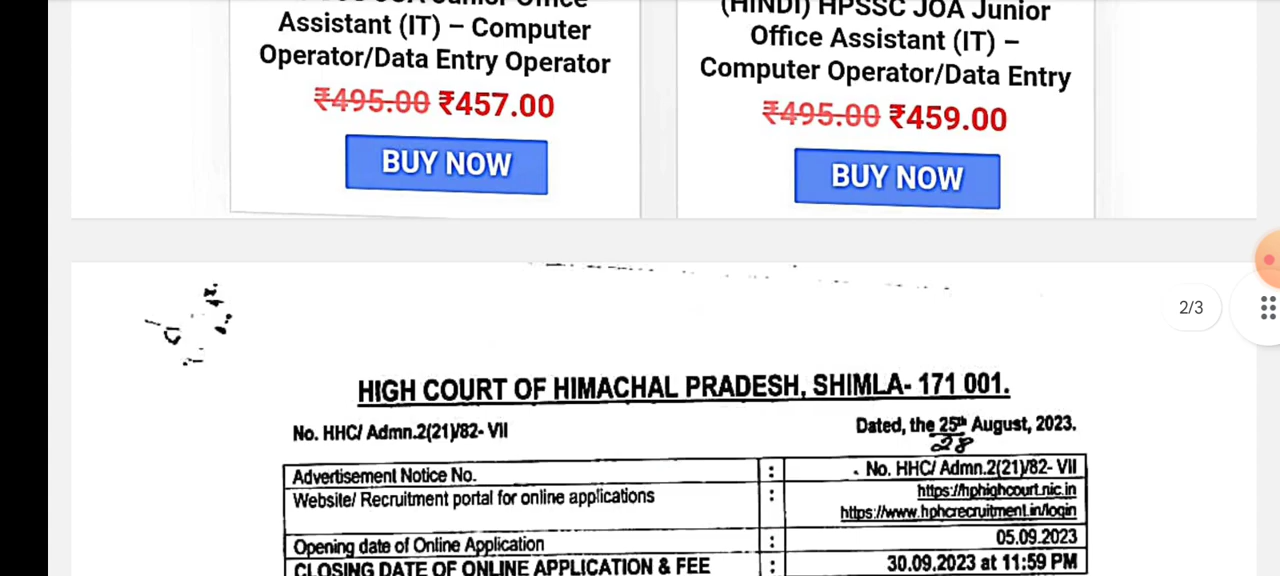 Assistant (IT) – Computer
Operator/Data Entry Operator
₹495.00 ₹457.00
BUY NOW
(HINDI) HPSSC JOA Junior
Office Assistant (IT) –
Computer Operator/Data Entry
₹495.00 ₹459.00
BUY NOW
2/3
HIGH COURT OF HIMACHAL PRADESH, SHIMLA- 171 001.
No. HHC/ Admn.2(21)/82- VII
Dated, the 25th August, 2023.
28
Advertisement Notice No. : No. HHC/ Admn.2(21)/82- VII
Website/ Recruitment portal for online applications : https://hphighcourt.nic.in
https://www.hphcrecruitment.in/login
Opening date of Online Application : 05.09.2023
CLOSING DATE OF ONLINE APPLICATION & FEE : 30.09.2023 at 11:59 PM